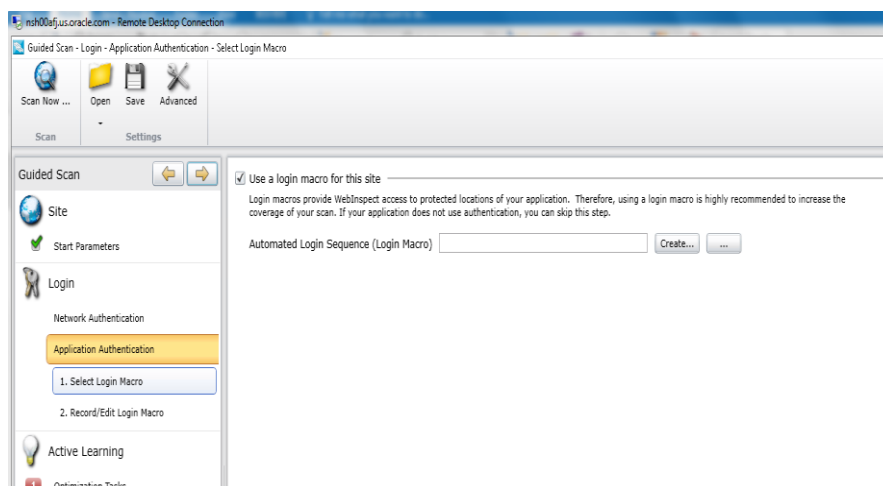 nsh00afj.us.oracle.com - Remote Desktop Connection
Guided Scan - Login - Application Authentication - Select Login Macro
Scan Now ...
Open
Save
Advanced
Scan
Settings
Guided Scan
Site
Start Parameters
Login
Network Authentication
Application Authentication
1. Select Login Macro
2. Record/Edit Login Macro
Active Learning
Optimization Tasks
Use a login macro for this site
Login macros provide WebInspect access to protected locations of your application. Therefore, using a login macro is highly recommended to increase the
coverage of your scan. If your application does not use authentication, you can skip this step.
Automated Login Sequence (Login Macro)
Create...
...